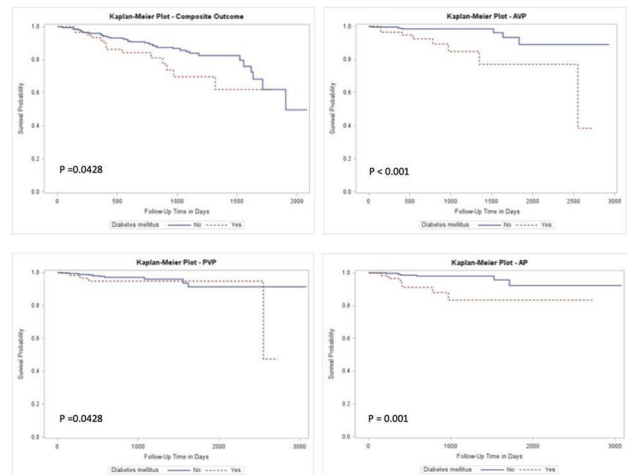 Kaplan-Meier Plot - Composite Outcome
1.0
0.8
0.6
0.4
0.2
0.0
Survival Probability
P =0.0428
0 500 1000 1500 2000
Follow-Up Time in Days
Diabetes mellitus No Yes
Kaplan-Meier Plot - AVP
1.0
0.8
0.6
0.4
0.2
0.0
Survival Probability
P < 0.001
0 500 1000 1500 2000 2500 3000
Follow-Up Time in Days
Diabetes mellitus No Yes
Kaplan-Meier Plot - PVP
1.0
0.8
0.6
0.4
0.2
0.0
Survival Probability
P =0.0428
0 1000 2000 3000
Follow-Up Time in Days
Diabetes mellitus No Yes
Kaplan-Meier Plot - AP
1.0
0.8
0.6
0.4
0.2
0.0
Survival Probability
P = 0.001
0 1000 2000 3000
Follow-Up Time in Days
Diabetes mellitus No Yes